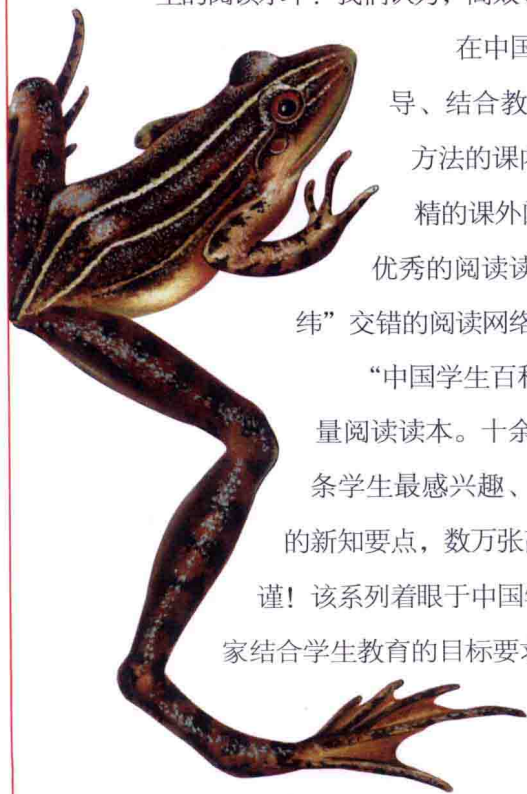 在中国
导、结合教
方法的课内
精的课外阅
优秀的阅读读
纬”交错的阅读网络
“中国学生百科
量阅读读本。十余
条学生最感兴趣、
的新知要点，数万张高
谨！该系列着眼于中国学
家结合学生教育的目标要求